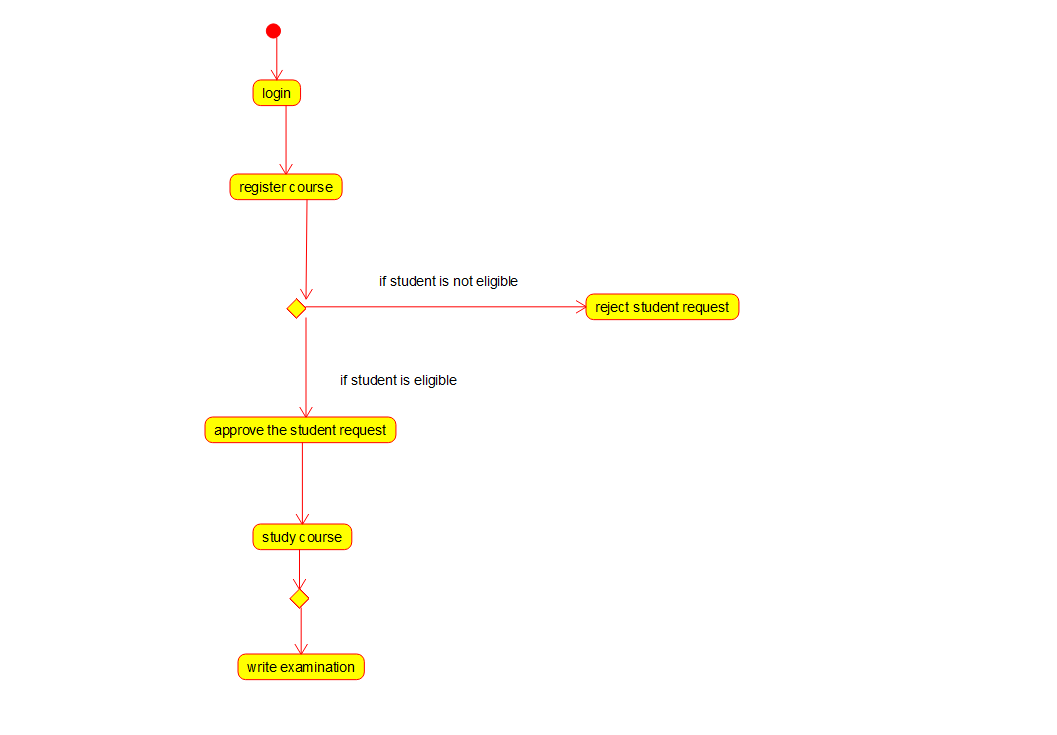 login
register course
if student is not eligible
reject student request
if student is eligible
approve the student request
study course
write examination